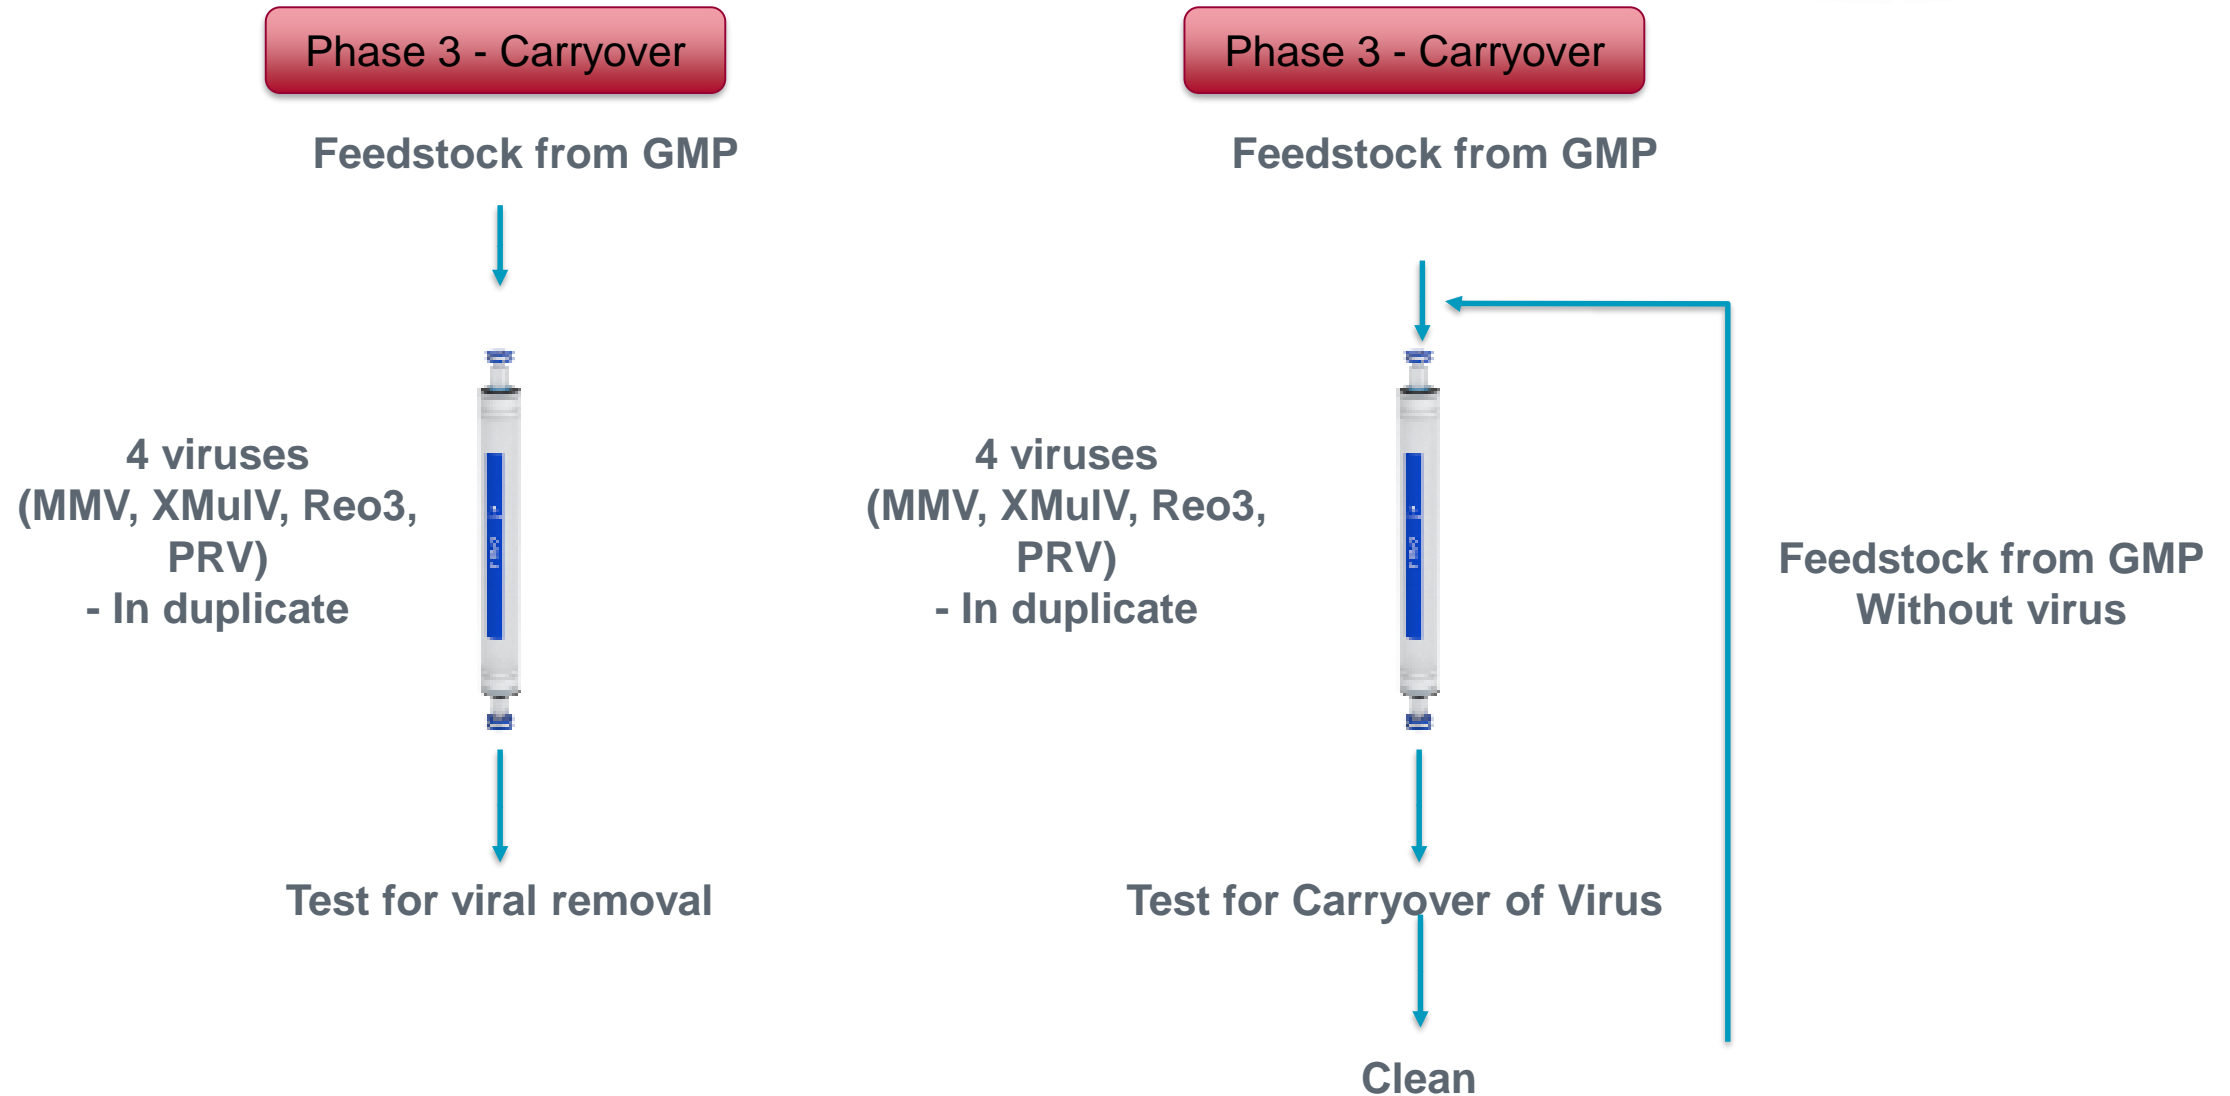 Phase 3 - Carryover
Feedstock from GMP
4 viruses
(MMV, XMulV, Reo3,
PRV)
- In duplicate
Test for viral removal
Phase 3 - Carryover
Feedstock from GMP
4 viruses
(MMV, XMulV, Reo3,
PRV)
- In duplicate
Feedstock from GMP
Without virus
Test for Carryover of Virus
Clean